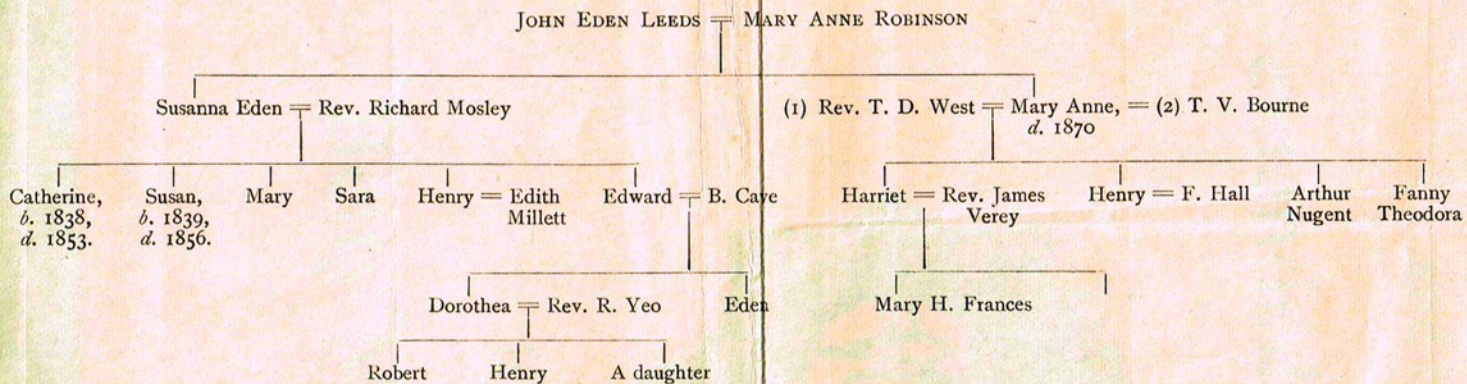 JOHN EDEN LEEDS = MARY ANNE ROBINSON
Susanna Eden = Rev. Richard Mosley
(1) Rev. T. D. West = Mary Anne, = (2) T. V. Bourne
d. 1870
Catherine,
b. 1838,
d. 1853.
Susan,
b. 1839,
d. 1856.
Mary
Sara
Henry = Edith
Millett
Edward = B. Caye
Harriet = Rev. James
Verey
Henry = F. Hall
Arthur
Nugent
Fanny
Theodora
Dorothea = Rev. R. Yeo
Eden
Mary H. Frances
Robert
Henry
A daughter